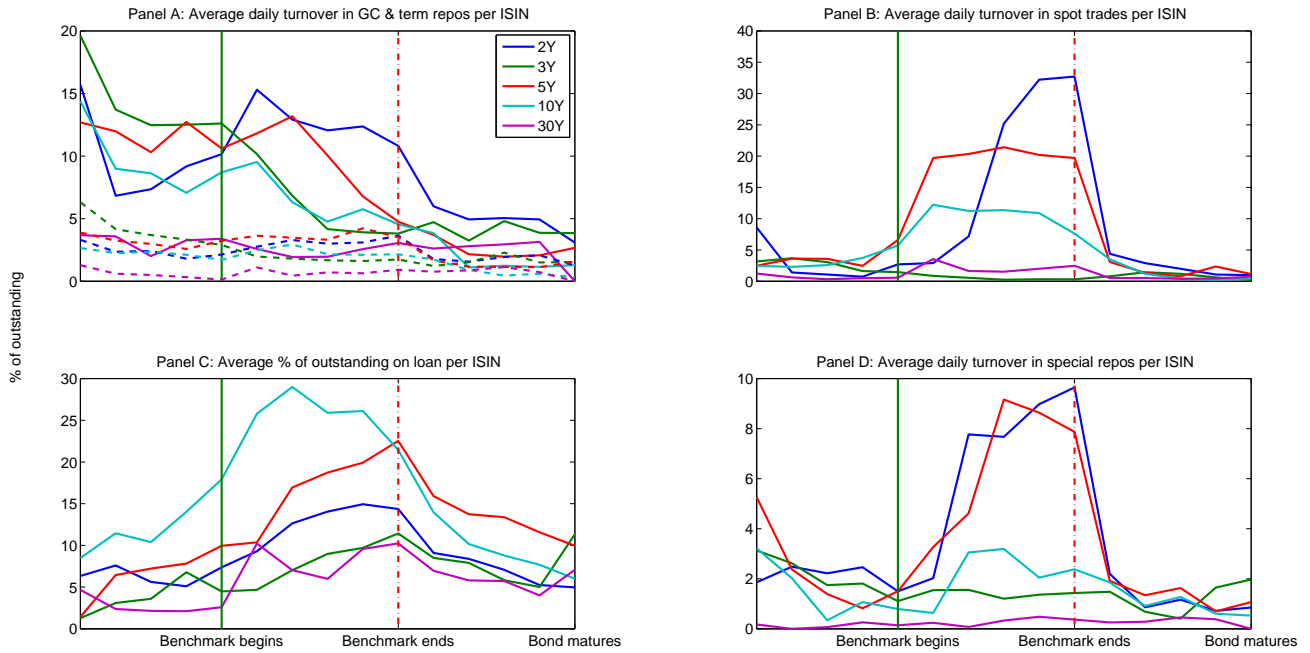 Panel A: Average daily turnover in GC & term repos per ISIN
20
15
10
5
0
2Y
3Y
5Y
10Y
30Y
Panel B: Average daily turnover in spot trades per ISIN
40
35
30
25
20
15
10
5
0
% of outstanding
Panel C: Average % of outstanding on loan per ISIN
30
25
20
15
10
5
0
Benchmark begins
Benchmark ends
Bond matures
Panel D: Average daily turnover in special repos per ISIN
10
8
6
4
2
0
Benchmark begins
Benchmark ends
Bond matures